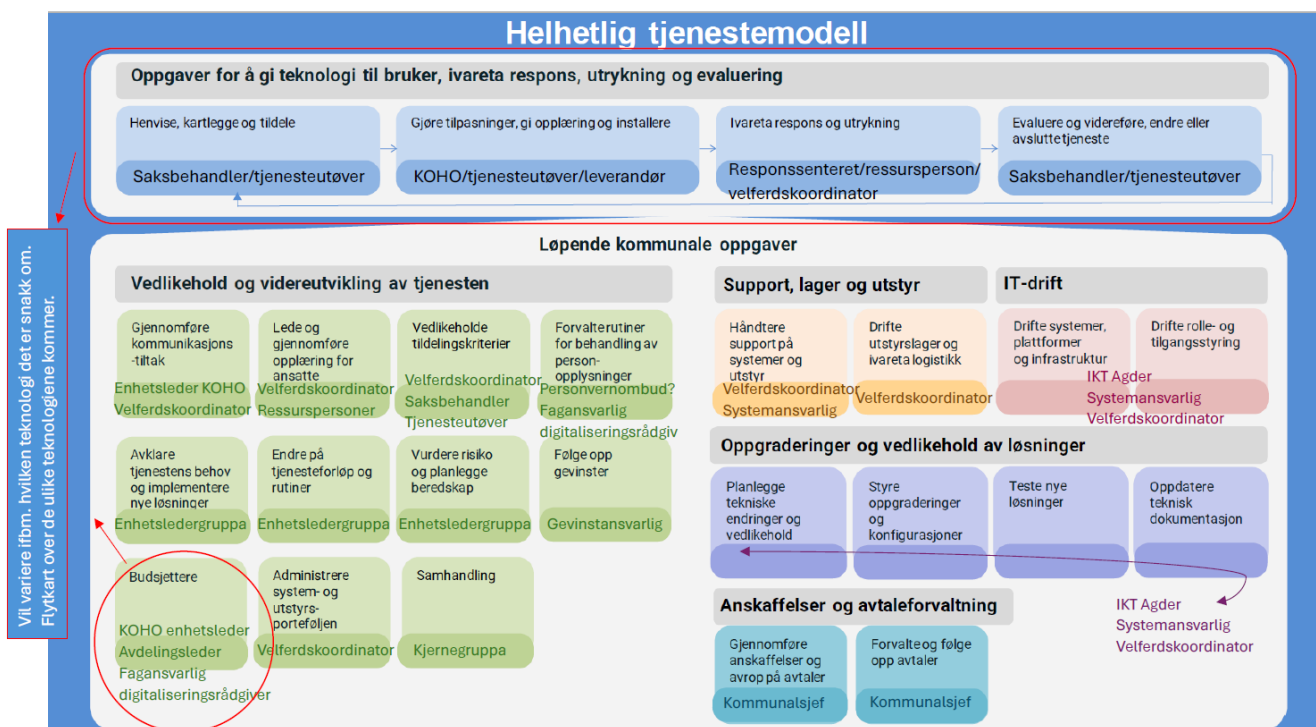 Helhetlig tjenestemodell
Oppgaver for å gi teknologi til bruker, ivareta respons, utrykning og evaluering
Henvise, kartlegge og tildele
Saksbehandler/tjenesteutøver
Gjøre tilpasninger, gi opplæring og installere
KOHO/tjenesteutøver/leverandør
Ivareta respons og utrykning
Responssenteret/ressursperson/
velferdskoordinator
Evaluere og videreføre, endre eller
avslutte tjeneste
Saksbehandler/tjenesteutøver
Vil variere ifbm. hvilken teknologi det er snakk om.
Flytkart over de ulike teknologiene kommer.
Løpende kommunale oppgaver
Vedlikehold og videreutvikling av tjenesten
Gjennomføre
kommunikasjons
-tiltak
Enhetsleder KOHO
Velferdskoordinator
Lede og
gjennomføre
opplæring for
ansatte
Velferdskoordinator
Ressurspersoner
Vedlikeholde
tildelingskriterier
Velferdskoordinator
Saksbehandler
Tjenesteutøver
Forvalte rutiner
for behandling av
person-
opplysninger
Personvernombud?
Fagansvarlig
digitaliseringsrådgiv
Avklare
tjenestens behov
og implementere
nye løsninger
Enhetsledergruppa
Endre på
tjenesteforløp og
rutiner
Enhetsledergruppa
Vurdere risiko
og planlegge
beredskap
Enhetsledergruppa
Følge opp
gevinster
Gevinstansvarlig
Budsjettere
KOHO enhetsleder
Avdelingsleder
Fagansvarlig
digitaliseringsrådgiver
Administrere
system- og
utstyrs-
porteføljen
Velferdskoordinator
Samhandling
Kjernegruppa
Support, lager og utstyr
Håndtere
support på
systemer og
utstyr
Velferdskoordinator
Systemansvarlig
Drifte
utstyrslager og
ivareta logistikk
Velferdskoordinator
IT-drift
Drifte systemer,
plattformer
og infrastruktur
Drifte rolle- og
tilgangsstyring
IKT Agder
Systemansvarlig
Velferdskoordinator
Oppgraderinger og vedlikehold av løsninger
Planlegge
tekniske
endringer og
vedlikehold
Styre
oppgraderinger
og
konfigurasjoner
Teste nye
løsninger
Oppdatere
teknisk
dokumentasjon
IKT Agder
Systemansvarlig
Velferdskoordinator
Anskaffelser og avtaleforvaltning
Gjennomføre
anskaffelser og
avrop på avtaler
Kommunalsjef
Forvalte og følge
opp avtaler
Kommunalsjef